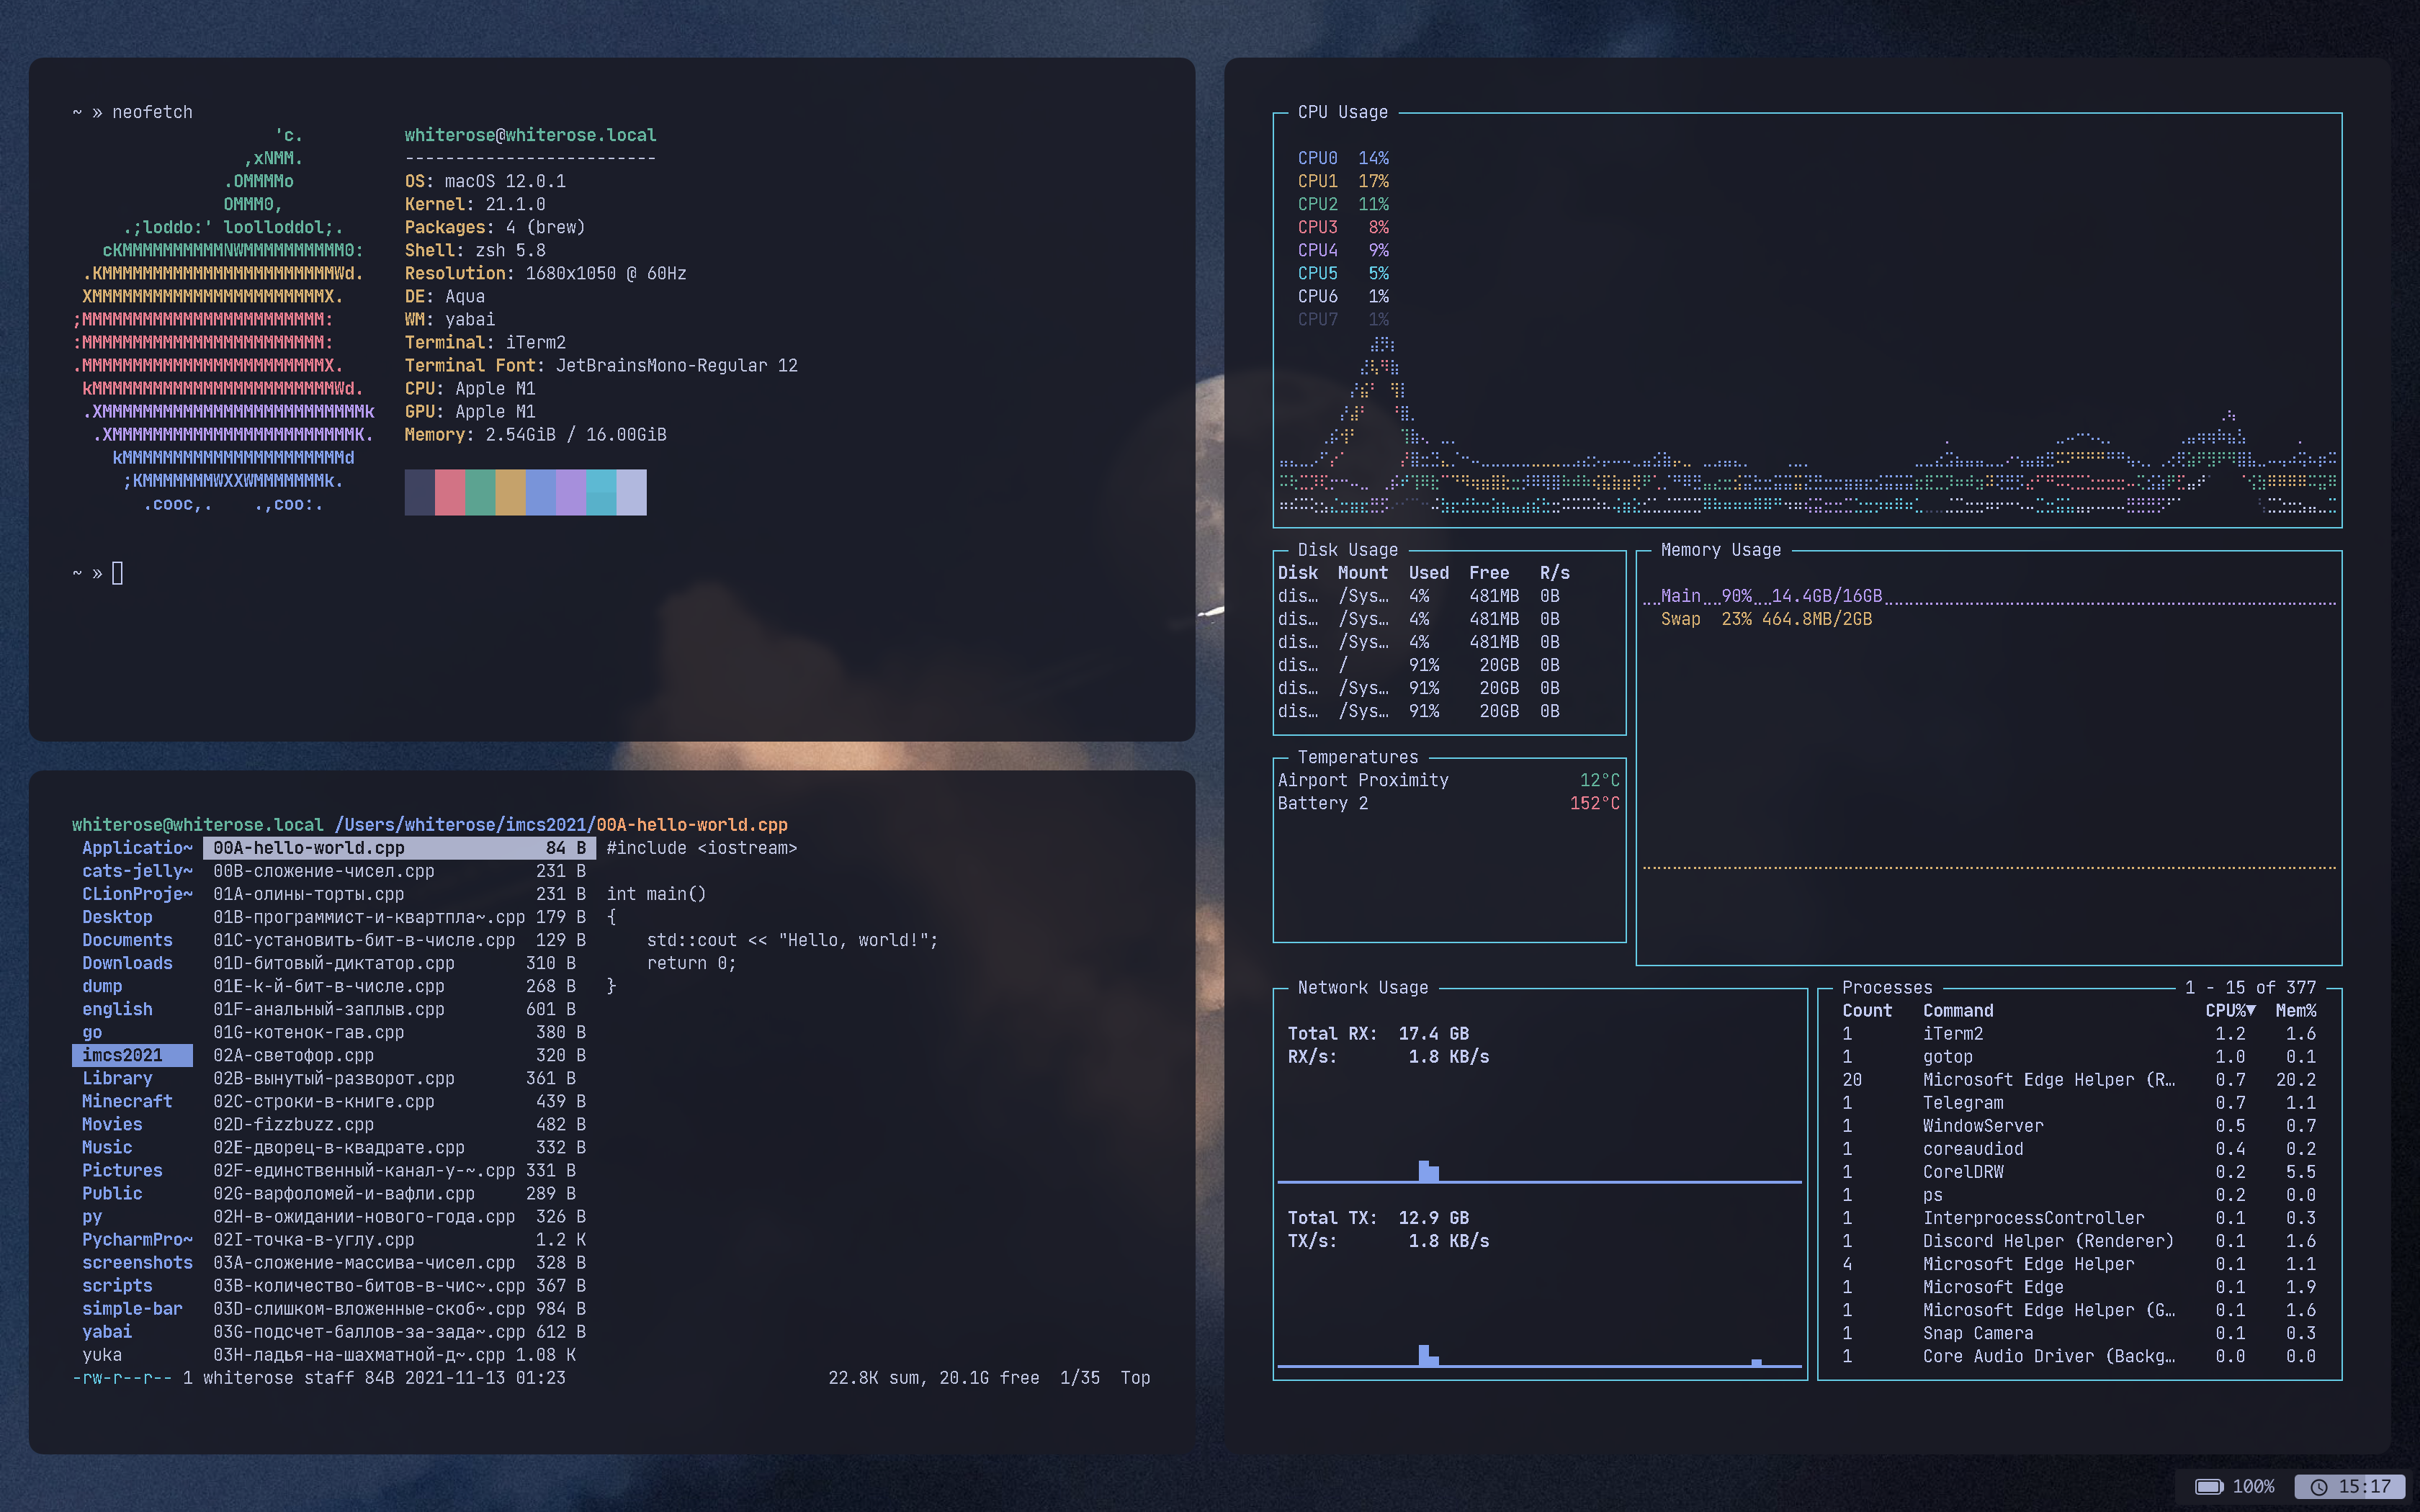 ~ » neofetch
'c.
,xNMM.
.OMMMMo
OMMM0,
.;loddo:' loolloddol;.
cKMMMMMMMMMMNWMMMMMMMMMM0:
.KMMMMMMMMMMMMMMMMMMMMMMMWd.
XMMMMMMMMMMMMMMMMMMMMMMMX.
;MMMMMMMMMMMMMMMMMMMMMMMM:
:MMMMMMMMMMMMMMMMMMMMMMMM:
.MMMMMMMMMMMMMMMMMMMMMMMMX.
kMMMMMMMMMMMMMMMMMMMMMMMMWd.
.XMMMMMMMMMMMMMMMMMMMMMMMMMMk
.XMMMMMMMMMMMMMMMMMMMMMMMMK.
kMMMMMMMMMMMMMMMMMMMMMMd
;KMMMMMMMWXXWMMMMMMMk.
.cooc,.    .,coo:.
whiterose@whiterose.local
-------------------------
OS: macOS 12.0.1
Kernel: 21.1.0
Packages: 4 (brew)
Shell: zsh 5.8
Resolution: 1680x1050 @ 60Hz
DE: Aqua
WM: yabai
Terminal: iTerm2
Terminal Font: JetBrainsMono-Regular 12
CPU: Apple M1
GPU: Apple M1
Memory: 2.54GiB / 16.00GiB
~ »
whiterose@whiterose.local /Users/whiterose/imcs2021/00A-hello-world.cpp
Applicatio~
cats-jelly~
CLionProje~
Desktop
Documents
Downloads
dump
english
go
imcs2021
Library
Minecraft
Movies
Music
Pictures
Public
py
PycharmPro~
screenshots
scripts
simple-bar
yabai
yuka
00A-hello-world.cpp 84 B
00B-сложение-чисел.cpp 231 B
01A-олины-торты.cpp 231 B
01B-программист-и-квартпла~.cpp 179 B
01C-установить-бит-в-числе.cpp 129 B
01D-битовый-диктатор.cpp 310 B
01E-к-й-бит-в-числе.cpp 268 B
01F-анальный-заплыв.cpp 601 B
01G-котенок-гав.cpp 380 B
02A-светофор.cpp 320 B
02B-вынутый-разворот.cpp 361 B
02C-строки-в-книге.cpp 439 B
02D-fizzbuzz.cpp 482 B
02E-дворец-в-квадрате.cpp 332 B
02F-единственный-канал-у-~.cpp 331 B
02G-варфоломей-и-вафли.cpp 289 B
02H-в-ожидании-нового-года.cpp 326 B
02I-точка-в-углу.cpp 1.2 K
03A-сложение-массива-чисел.cpp 328 B
03B-количество-битов-в-чис~.cpp 367 B
03D-слишком-вложенные-скоб~.cpp 984 B
03G-подсчет-баллов-за-зада~.cpp 612 B
03H-ладья-на-шахматной-д~.cpp 1.08 K
#include <iostream>
int main()
{
std::cout << "Hello, world!";
return 0;
}
-rw-r--r-- 1 whiterose staff 84B 2021-11-13 01:23 22.8K sum, 20.1G free 1/35 Top
CPU Usage
CPU0 14%
CPU1 17%
CPU2 11%
CPU3 8%
CPU4 9%
CPU5 5%
CPU6 1%
CPU7 1%
Disk Usage
Disk Mount Used Free R/s
dis… /Sys… 4% 481MB 0B
dis… /Sys… 4% 481MB 0B
dis… /Sys… 4% 481MB 0B
dis… / 91% 20GB 0B
dis… /Sys… 91% 20GB 0B
dis… /Sys… 91% 20GB 0B
Memory Usage
Main 90% 14.4GB/16GB
Swap 23% 464.8MB/2GB
Temperatures
Airport Proximity 12°C
Battery 2 152°C
Network Usage
Total RX: 17.4 GB
RX/s: 1.8 KB/s
Total TX: 12.9 GB
TX/s: 1.8 KB/s
Processes 1 - 15 of 377
Count Command CPU%▼ Mem%
1 iTerm2 1.2 1.6
1 gotop 1.0 0.1
20 Microsoft Edge Helper (R… 0.7 20.2
1 Telegram 0.7 1.1
1 WindowServer 0.5 0.7
1 coreaudiod 0.4 0.2
1 CorelDRW 0.2 5.5
1 ps 0.2 0.0
1 InterprocessController 0.1 0.3
1 Discord Helper (Renderer) 0.1 1.6
4 Microsoft Edge Helper 0.1 1.1
1 Microsoft Edge 0.1 1.9
1 Microsoft Edge Helper (G… 0.1 1.6
1 Snap Camera 0.1 0.3
1 Core Audio Driver (Backg… 0.0 0.0
100% 15:17